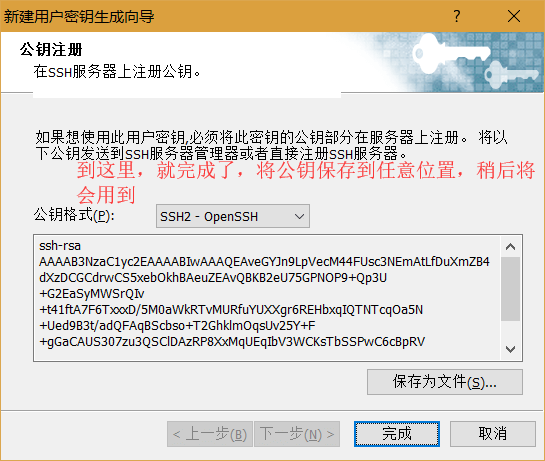 新建用户密钥生成向导
公钥注册
在SSH服务器上注册公钥。
如果想使用此用户密钥,必须将此密钥的公钥部分在服务器上注册。 将以
下公钥发送到SSH服务器管理器或者直接注册SSH服务器。
到这里，就完成了，将公钥保存到任意位置，稍后将
会用到
公钥格式(P):
SSH2 - OpenSSH
ssh-rsa
AAAAB3NzaC1yc2EAAAABIwAAAQEAveGYJn9LpVecM44FUsc3NEmAtLfDuXmZB4
dXzDCGCdrwCS5xebOkhBAeuZEAvQBKB2eU75GPNOP9+Qp3U
+G2EaSyMWSrQIv
+t41ftA7F6TxxxD/5M0aWkRTvMURfuYUXXgr6REHbxqIQTNTcqOa5N
+Ued9B3t/adQFAqBScbso+T2GhklmOqsUv25Y+F
+gGaCAUS307zu3QSClDAzRP8XxMqUEqIbV3WCKsTbSSPwC6cBpRV
保存为文件(S)...
< 上一步(B)
下一步(N) >
完成
取消